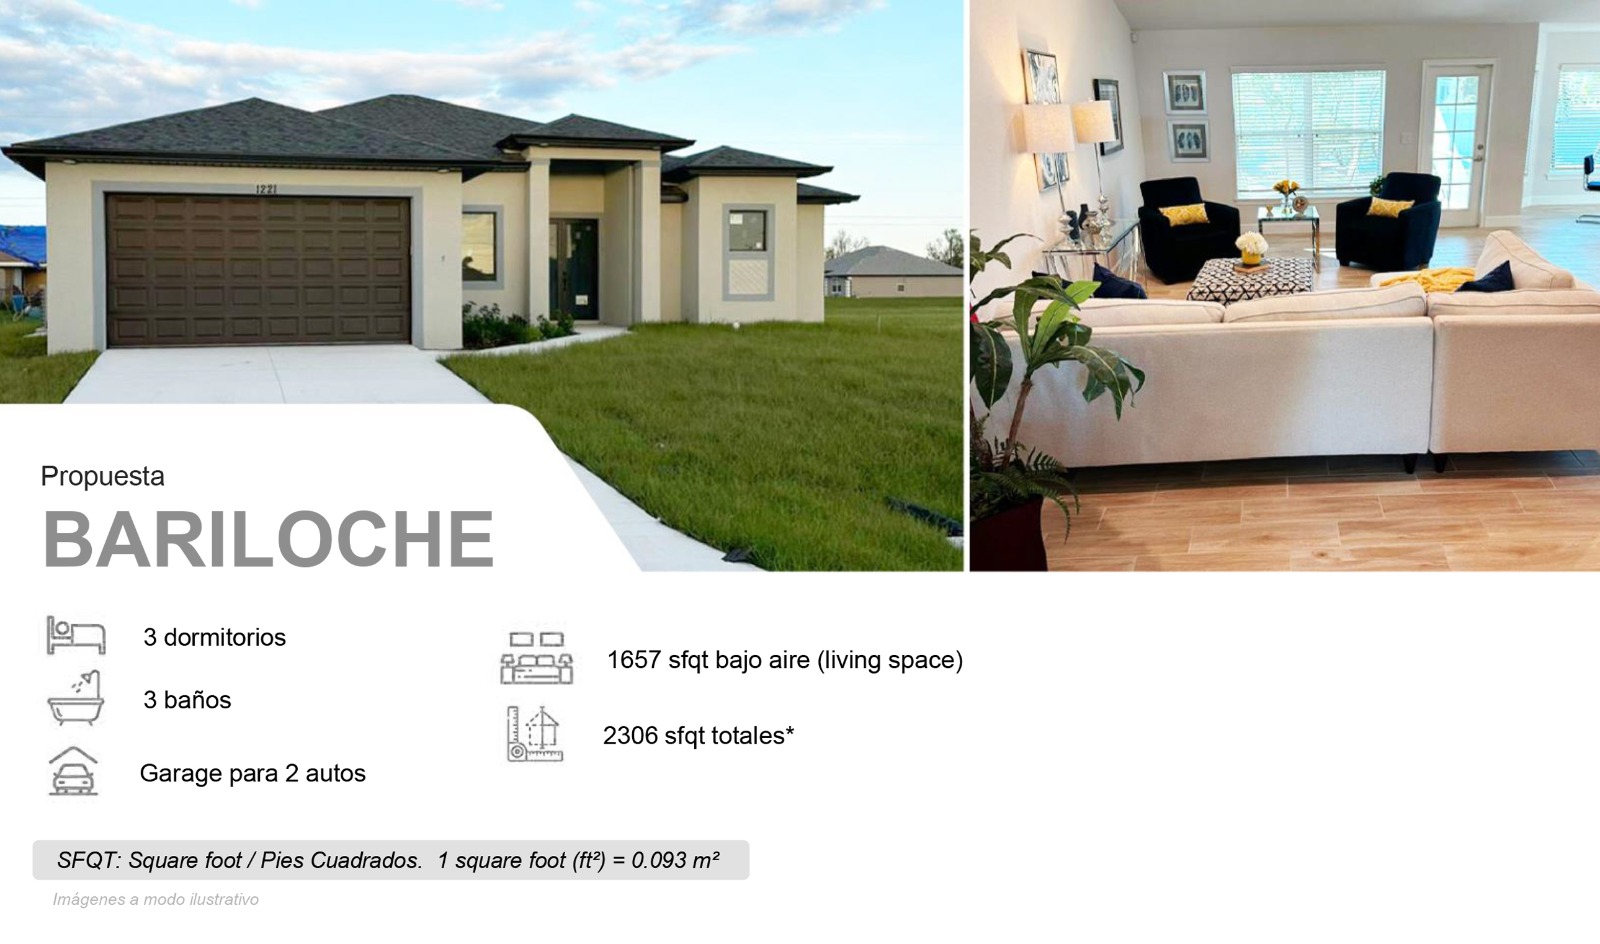 1221
Propuesta
BARILOCHE
3 dormitorios
3 baños
Garage para 2 autos
1657 sfqt bajo aire (living space)
2306 sfqt totales*
SFQT: Square foot / Pies Cuadrados.  1 square foot (ft²) = 0.093 m²
Imágenes a modo ilustrativo